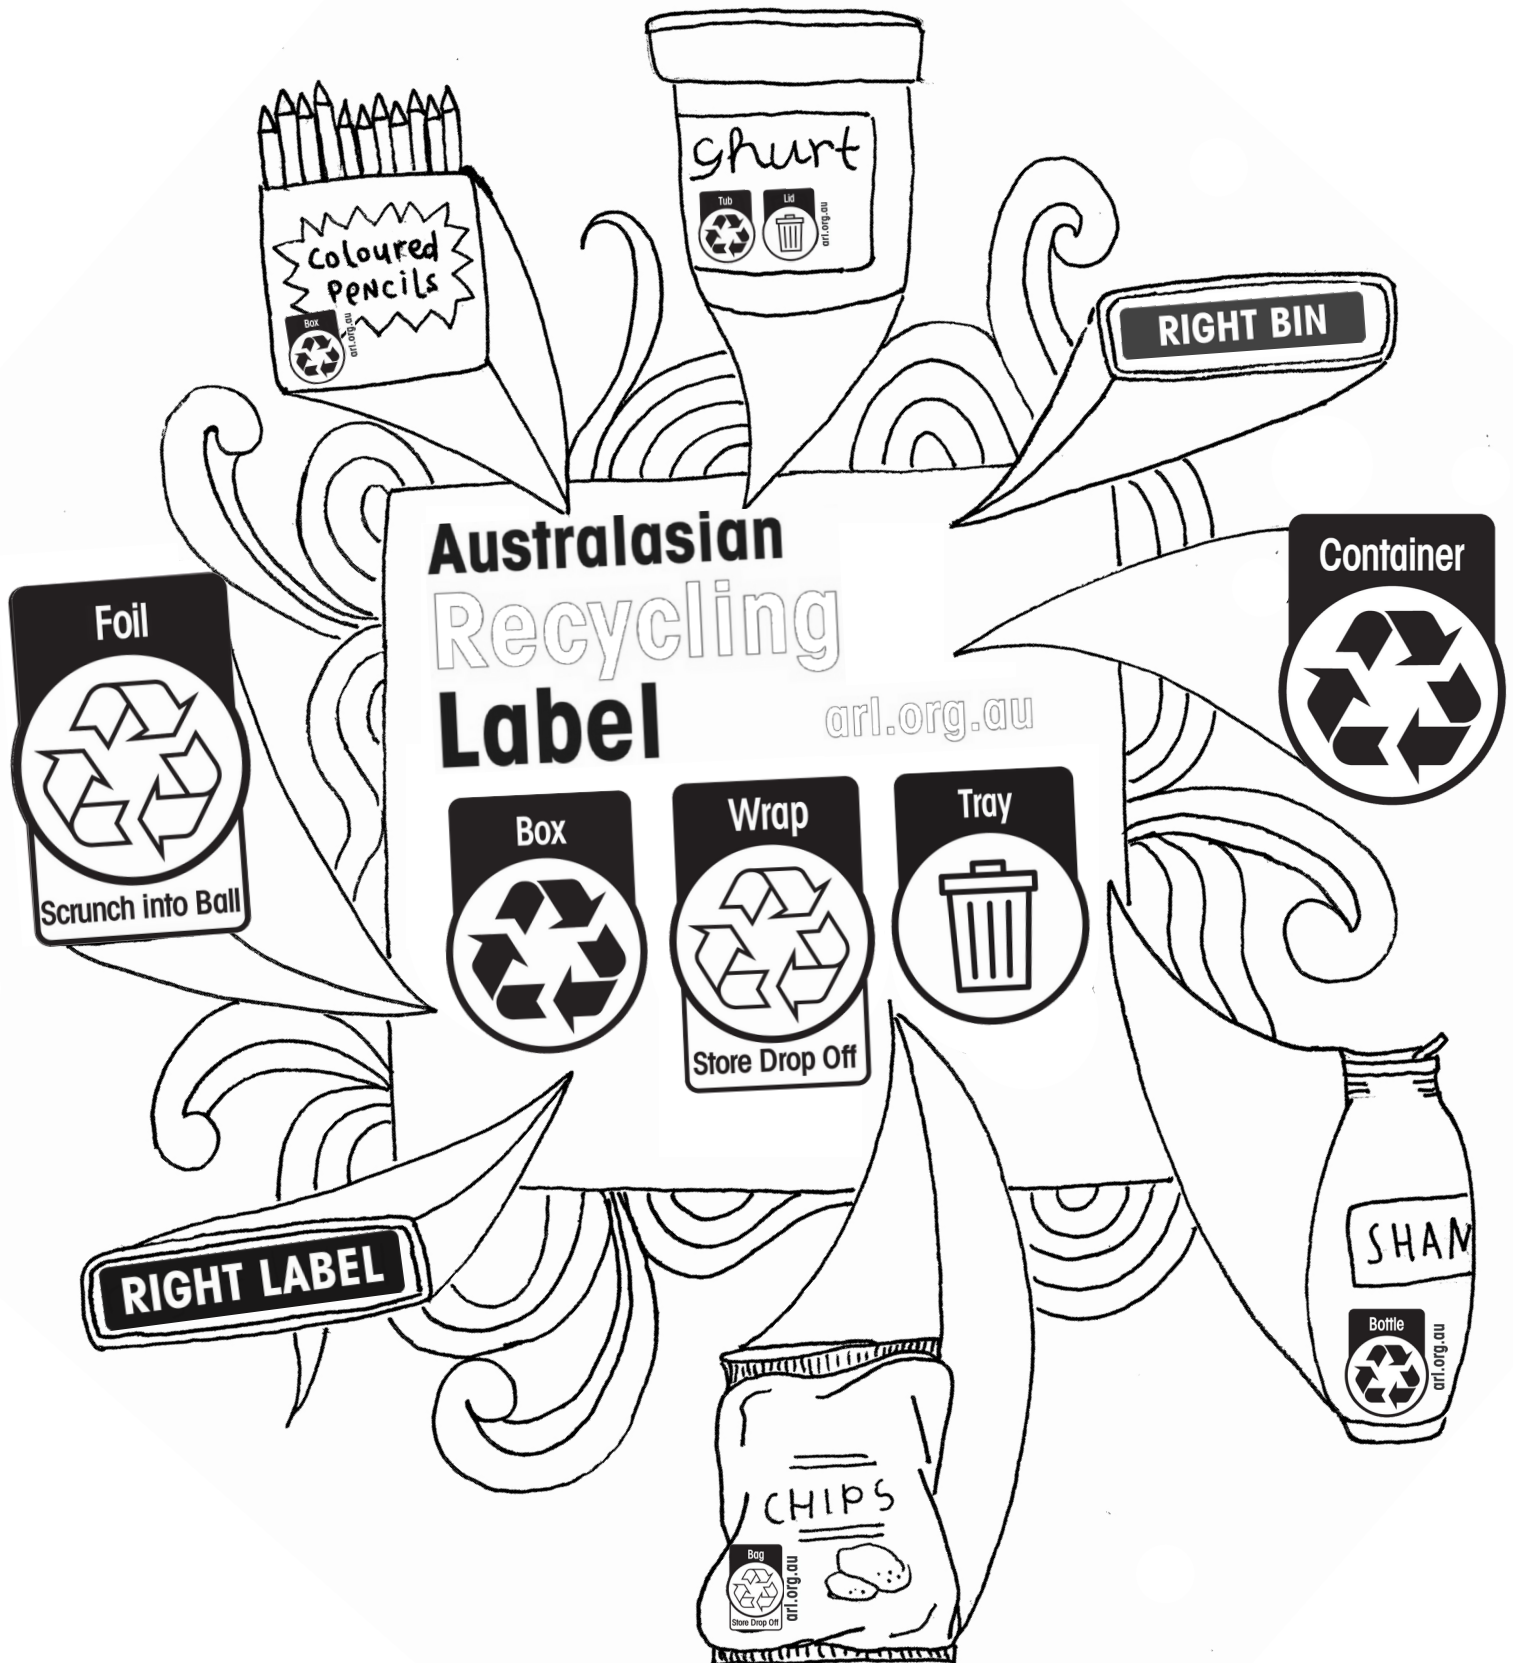 ghurt
Tub
Lid
arl.org.au
Coloured
PENCILS
Box
arl.org.au
RIGHT BIN
Australasian
Recycling
Label
arl.org.au
Container
Foil
Scrunch into Ball
Box
Wrap
Store Drop Off
Tray
RIGHT LABEL
SHAN
Bottle
arl.org.au
CHIPS
Bag
Store Drop Off
arl.org.au